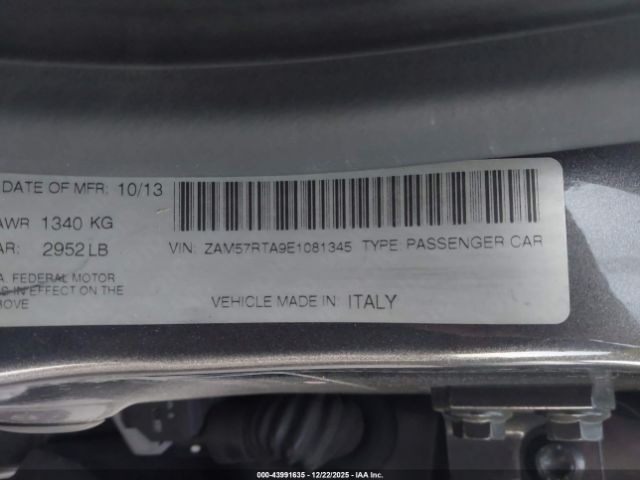 DATE OF MFR: 10/13
AWR 1340 KG
AR: 2952 LB
VIN: ZAM57RTA9E1081345 TYPE: PASSENGER CAR
A FEDERAL MOTOR
S IN EFFECT ON THE
BOVE
VEHICLE MADE IN: ITALY
000-43991635 - 12/22/2025 - IAA Inc.